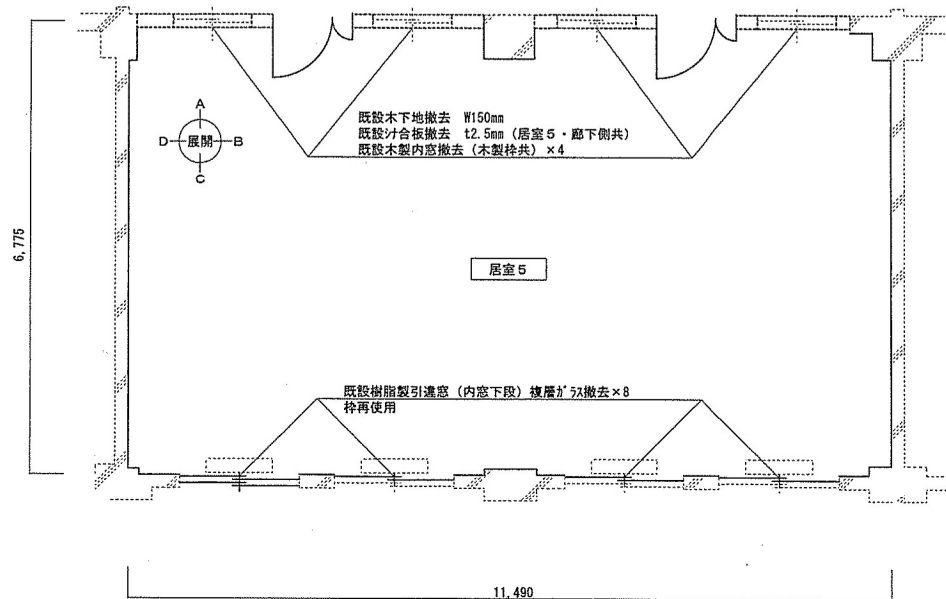 既設木下地撤去 W150mm
既設ｼﾅ合板撤去 t2.5mm（居室５・廊下側共）
既設木製内窓撤去（木製枠共）×４
A
D 展開 B
C
6,775
居室５
既設樹脂製引違窓（内窓下段）複層ｶﾞﾗｽ撤去×８
枠再使用
11,490